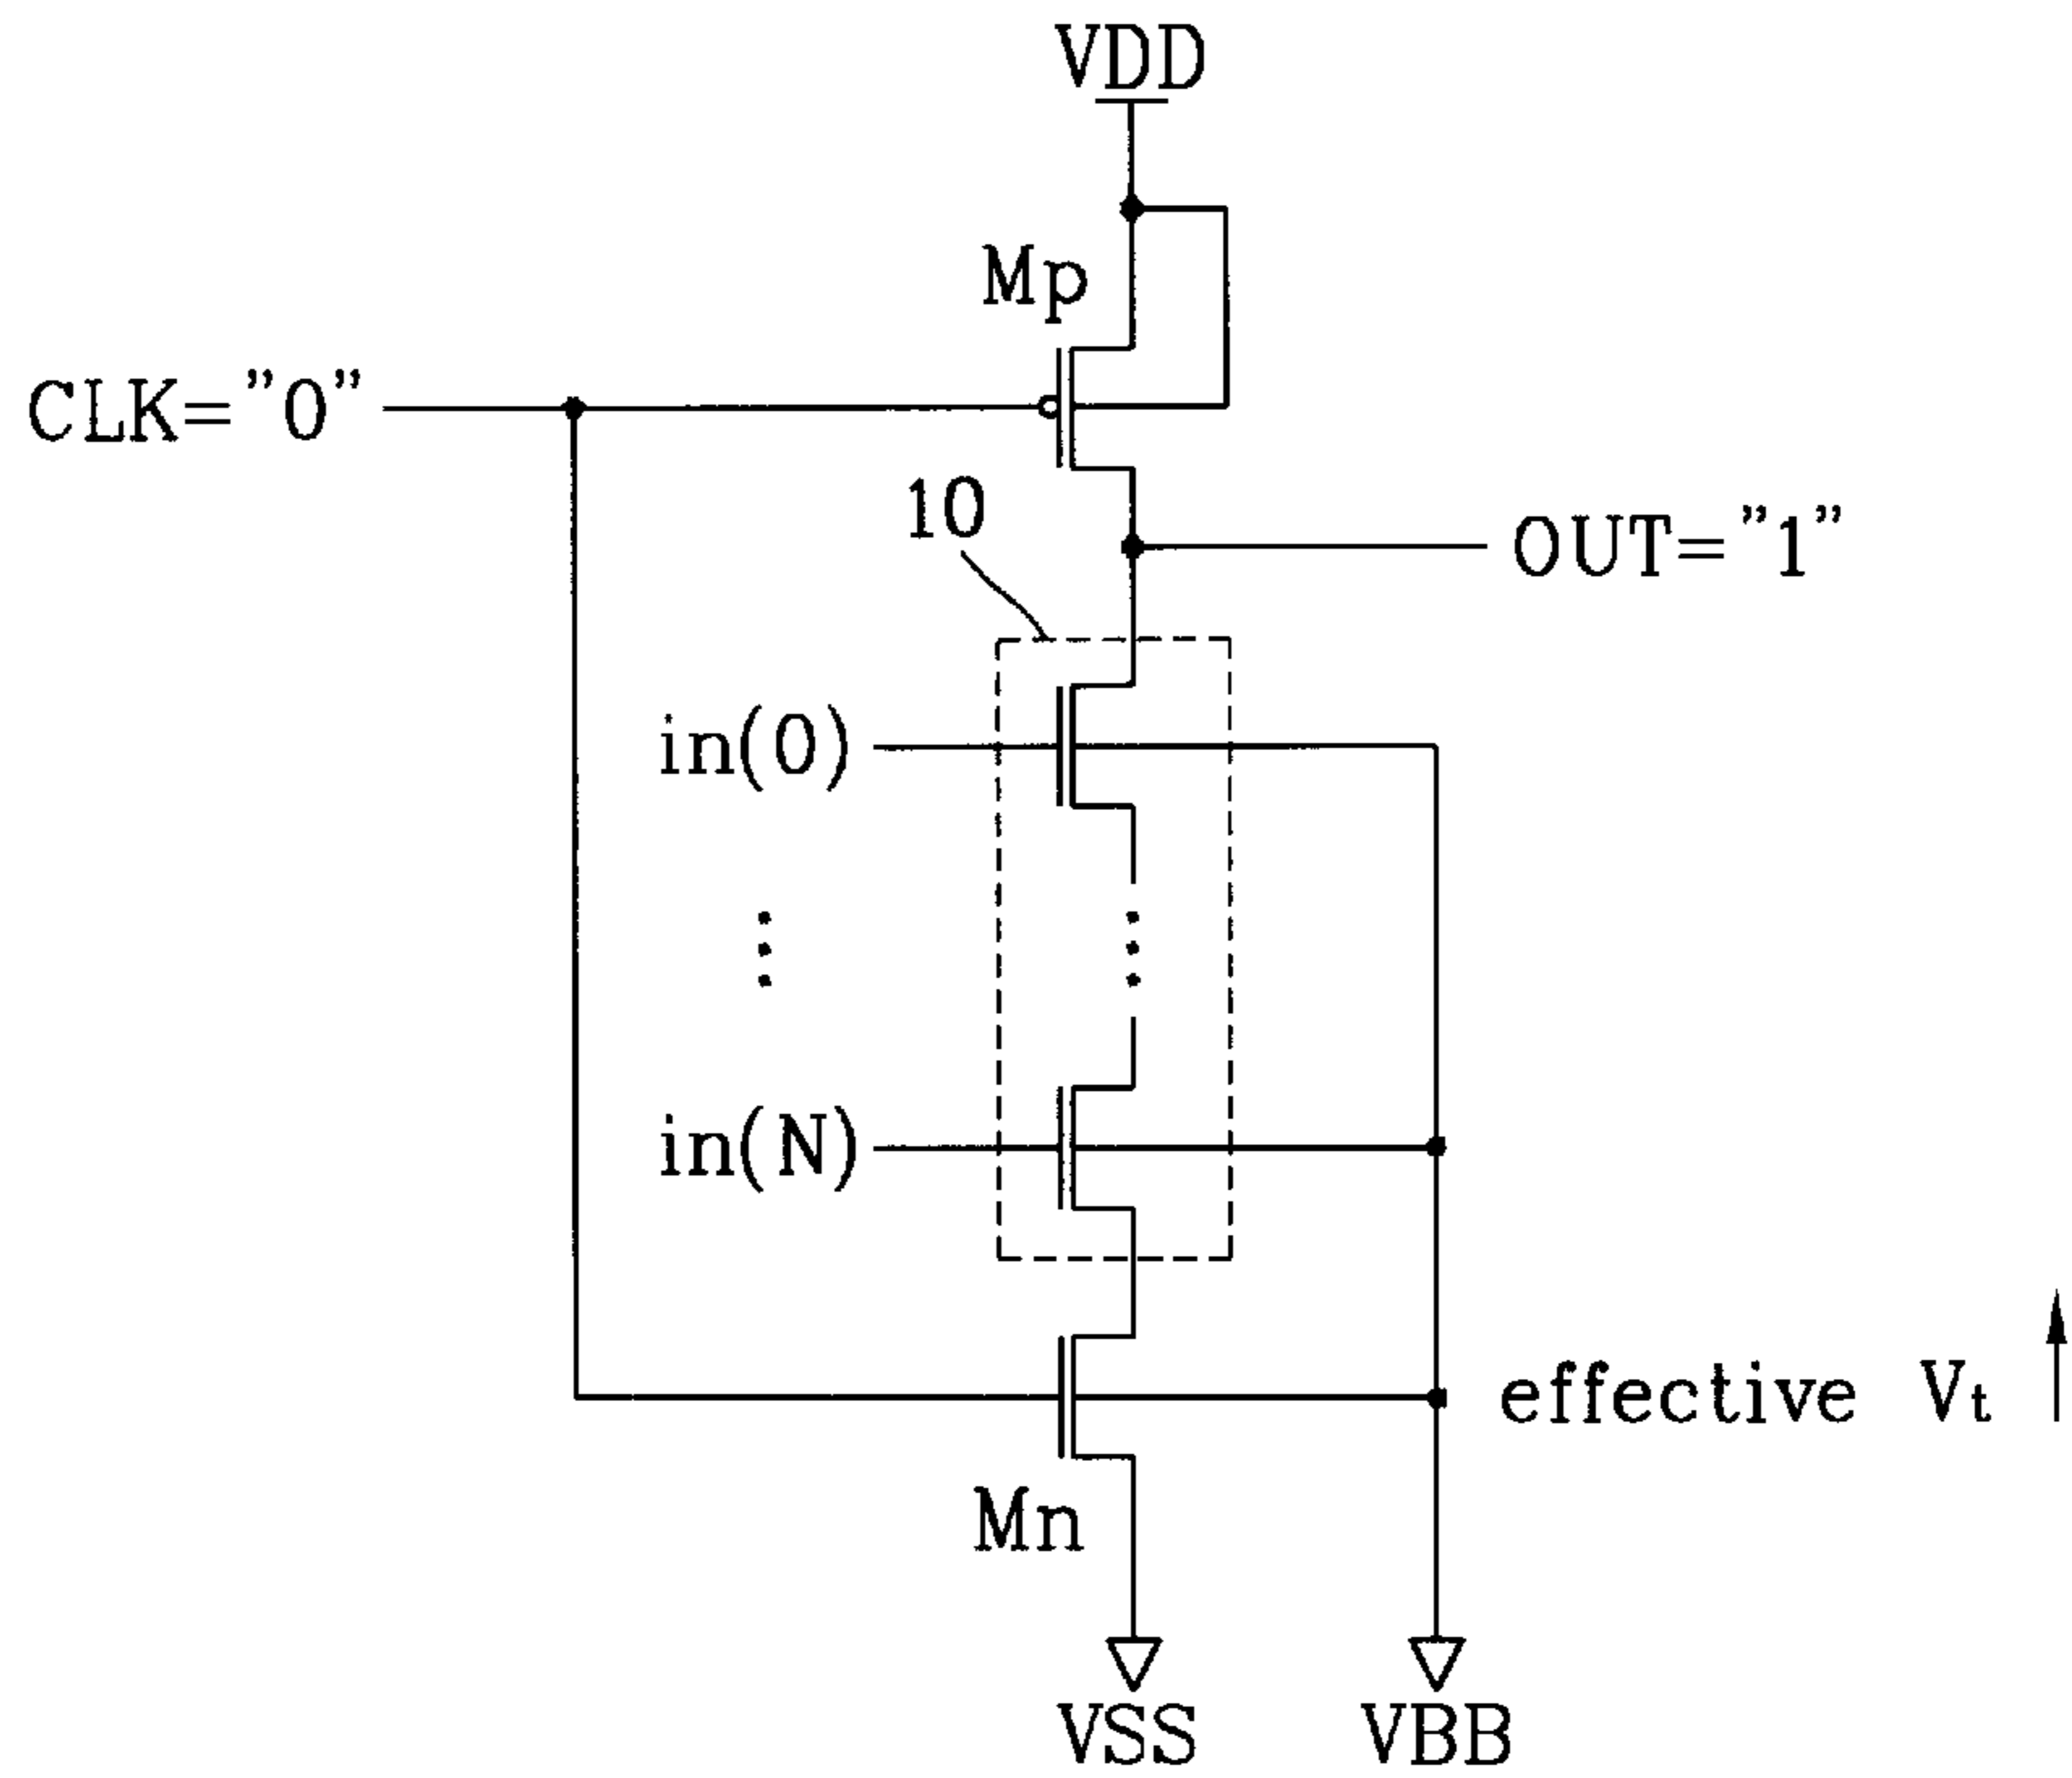 VDD
Mp
CLK="0"
10
OUT="1"
in(0)
in(N)
effective Vt
Mn
VSS
VBB